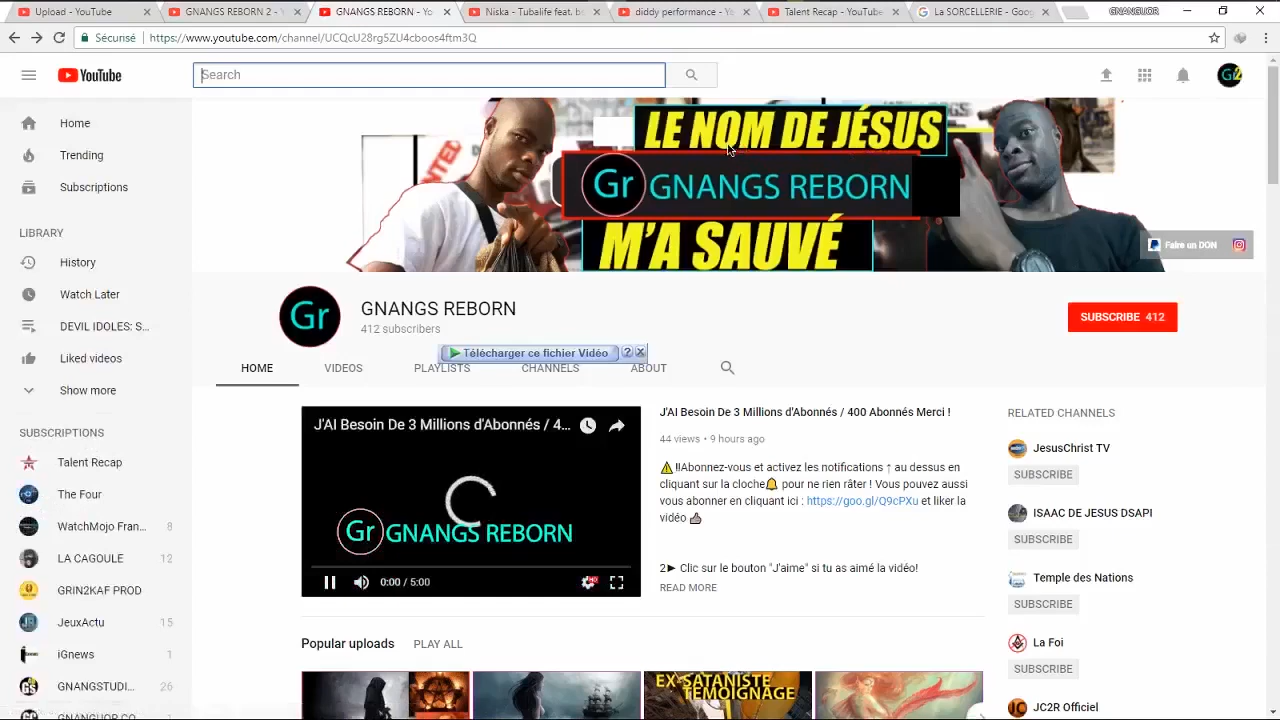 Upload - YouTube
GNANGS REBORN 2 - Y
GNANGS REBORN - Yo
Niska - Tubalife feat. b
diddy performance - Yo
Talent Recap - YouTube
La SORCELLERIE - Goog
GNANGUOR
Sécurisé
https://www.youtube.com/channel/UCQcU28rg5ZU4cboos4ftm3Q
YouTube
Search
Gr2
Home
Trending
Subscriptions
LIBRARY
History
Watch Later
DEVIL IDOLES: S...
Liked videos
Show more
SUBSCRIPTIONS
Talent Recap
The Four
WatchMojo Fran... 8
LA CAGOULE 12
GRIN2KAF PROD
JeuxActu 15
iGnews 1
GNANGSTUDI... 26
GNANGUOR CO
LE NOM DE JÉSUS
Gr GNANGS REBORN
M'A SAUVÉ
Faire un DON
Gr
GNANGS REBORN
412 subscribers
SUBSCRIBE 412
Télécharger ce fichier Vidéo ?
HOME VIDEOS PLAYLISTS CHANNELS ABOUT
J'AI Besoin De 3 Millions d'Abonnés / 4...
Gr GNANGS REBORN
0:00 / 5:00
HD
J'AI Besoin De 3 Millions d'Abonnés / 400 Abonnés Merci !
44 views • 9 hours ago
⚠️!!Abonnez-vous et activez les notifications ↑ au dessus en
cliquant sur la cloche🔔 pour ne rien râter ! Vous pouvez aussi
vous abonner en cliquant ici : https://goo.gl/Q9cPXu et liker la
vidéo 👍
2► Clic sur le bouton "J'aime" si tu as aimé la vidéo!
READ MORE
Popular uploads PLAY ALL
EX-SATANISTE
TÉMOIGNAGE
RELATED CHANNELS
JesusChrist TV
SUBSCRIBE
ISAAC DE JESUS DSAPI
SUBSCRIBE
Temple des Nations
SUBSCRIBE
La Foi
SUBSCRIBE
JC2R Officiel